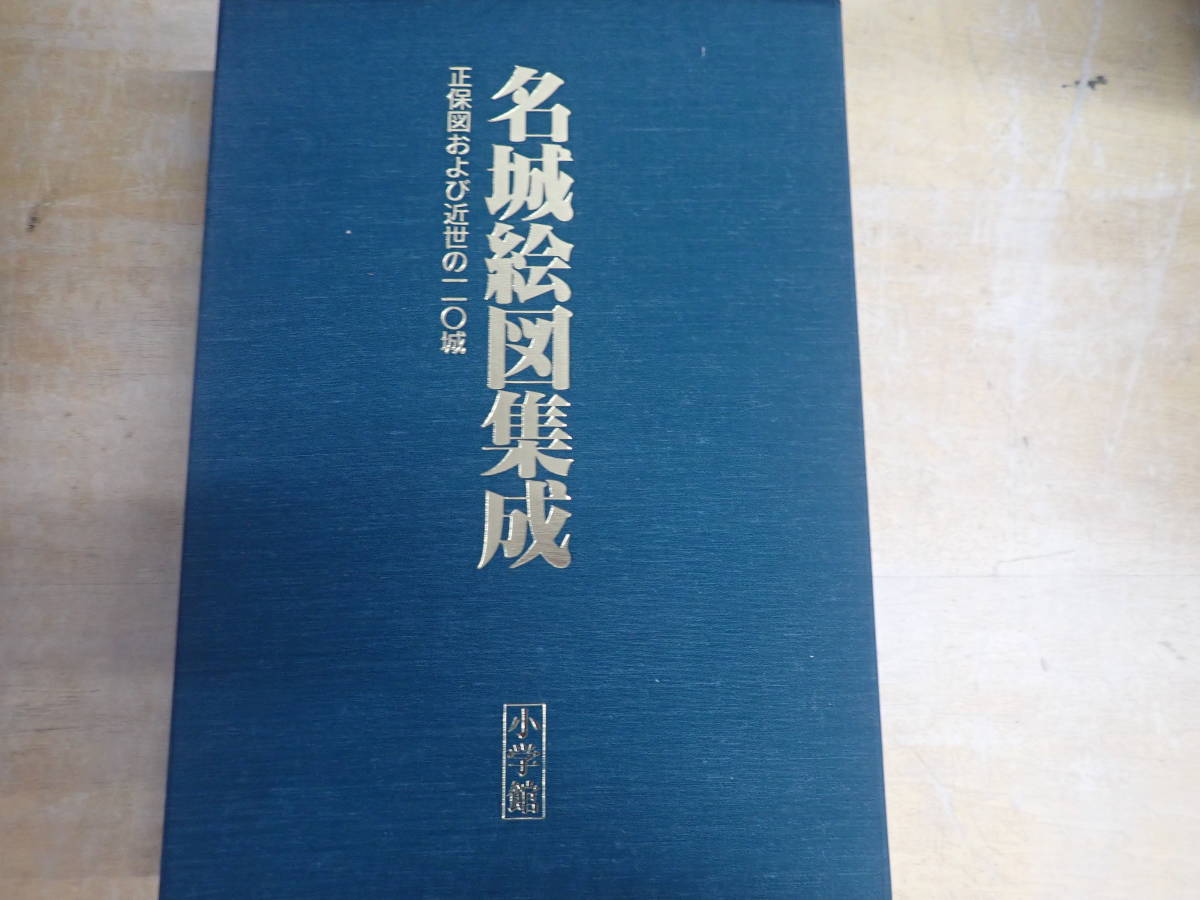 名城絵図集成
正保図および近世の二〇城
小学館